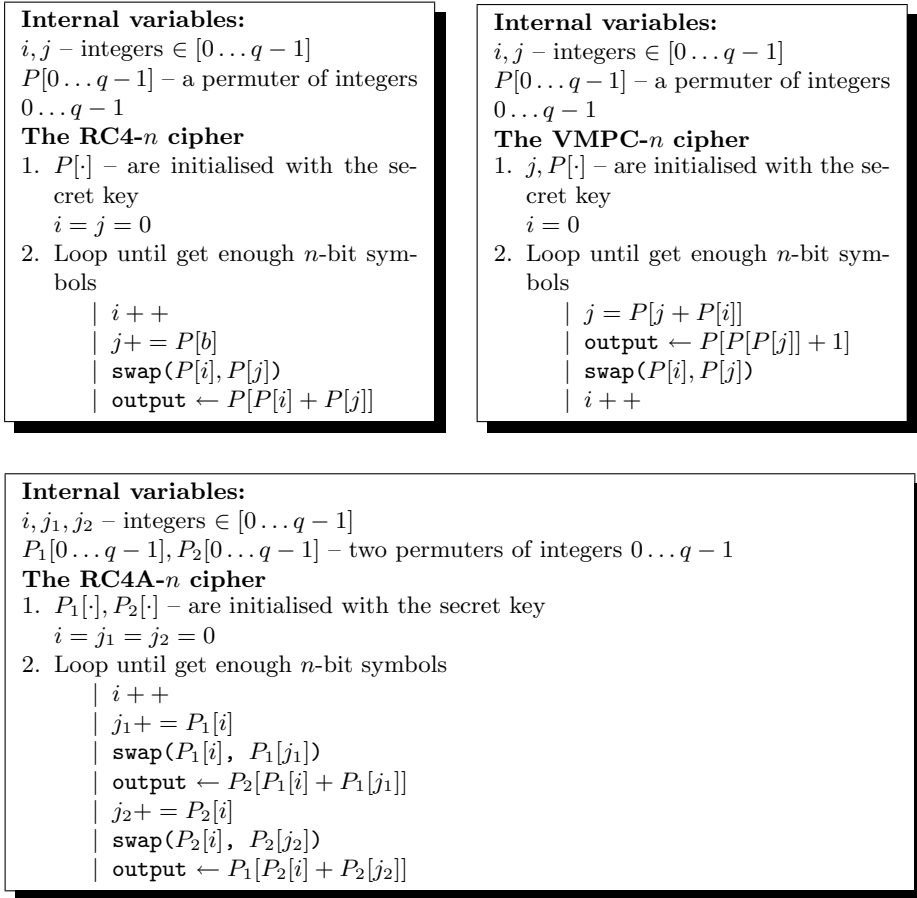 Internal variables:
i, j – integers ∈ [0 . . . q − 1]
P[0 . . . q − 1] – a permuter of integers
0 . . . q − 1
The RC4-n cipher
1. P[·] – are initialised with the se-
cret key
i = j = 0
2. Loop until get enough n-bit sym-
bols
| i + +
| j+ = P[b]
| swap(P[i], P[j])
| output ← P[P[i] + P[j]]
Internal variables:
i, j – integers ∈ [0 . . . q − 1]
P[0 . . . q − 1] – a permuter of integers
0 . . . q − 1
The VMPC-n cipher
1. j, P[·] – are initialised with the se-
cret key
i = 0
2. Loop until get enough n-bit sym-
bols
| j = P[j + P[i]]
| output ← P[P[P[j]] + 1]
| swap(P[i], P[j])
| i + +
Internal variables:
i, j₁, j₂ – integers ∈ [0 . . . q − 1]
P₁[0 . . . q − 1], P₂[0 . . . q − 1] – two permuters of integers 0 . . . q − 1
The RC4A-n cipher
1. P₁[·], P₂[·] – are initialised with the secret key
i = j₁ = j₂ = 0
2. Loop until get enough n-bit symbols
| i + +
| j₁+ = P₁[i]
| swap(P₁[i], P₁[j₁])
| output ← P₂[P₁[i] + P₁[j₁]]
| j₂+ = P₂[i]
| swap(P₂[i], P₂[j₂])
| output ← P₁[P₂[i] + P₂[j₂]]